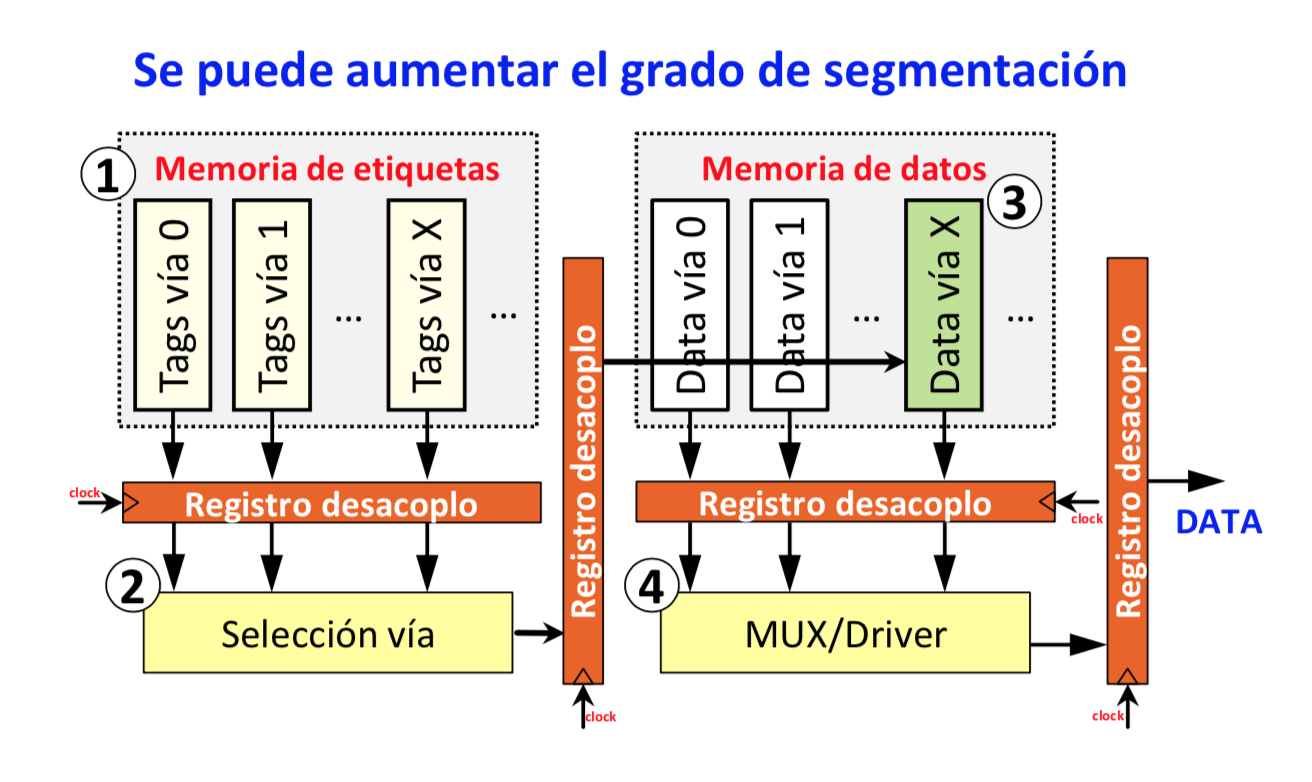 Se puede aumentar el grado de segmentación
1
Memoria de etiquetas
Tags vía 0
Tags vía 1
...
Tags vía X
...
clock
Registro desacoplo
2
Selección vía
Registro desacoplo
clock
Memoria de datos
3
Data vía 0
Data vía 1
...
Data vía X
...
Registro desacoplo
clock
4
MUX/Driver
Registro desacoplo
clock
DATA